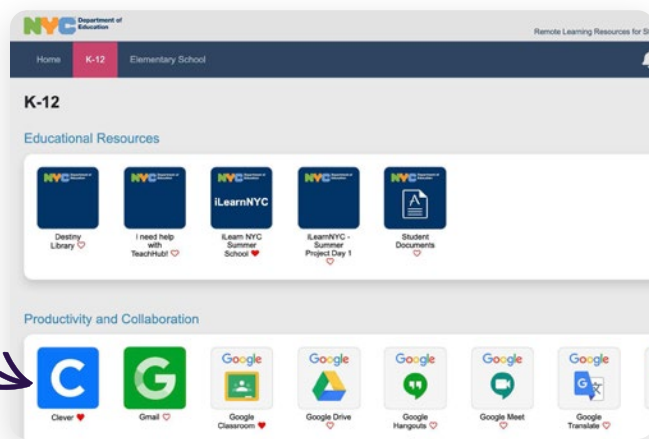 NYC Department of
Education
Remote Learning Resources for St
Home K-12 Elementary School
K-12
Educational Resources
NYC Department of Education
NYC Department of Education
NYC Department of Education
NYC Department of Education
NYC Department of Education
iLearnNYC
Destiny
Library
I need help
with
TeachHub!
iLearn NYC
Summer
School
iLearnNYC -
Summer
Project Day 1
Student
Documents
Productivity and Collaboration
C
G
Google
Google
Google
Google
Google
Clever
Gmail
Google
Classroom
Google Drive
Google
Hangouts
Google Meet
Google
Translate